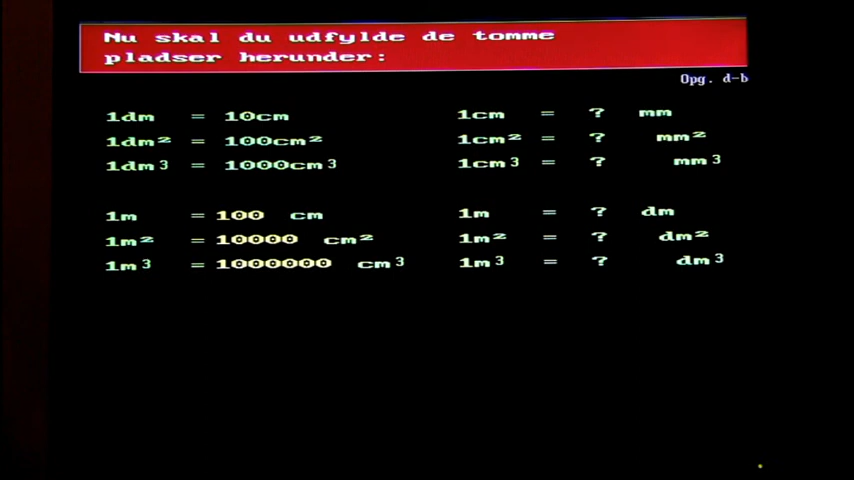 Nu skal du udfylde de tomme
pladser herunder:
Opg. d-b
1dm = 10cm 1cm = ? mm
1dm² = 100cm² 1cm² = ? mm²
1dm³ = 1000cm³ 1cm³ = ? mm³
1m = 100 cm 1m = ? dm
1m² = 10000 cm² 1m² = ? dm²
1m³ = 1000000 cm³ 1m³ = ? dm³